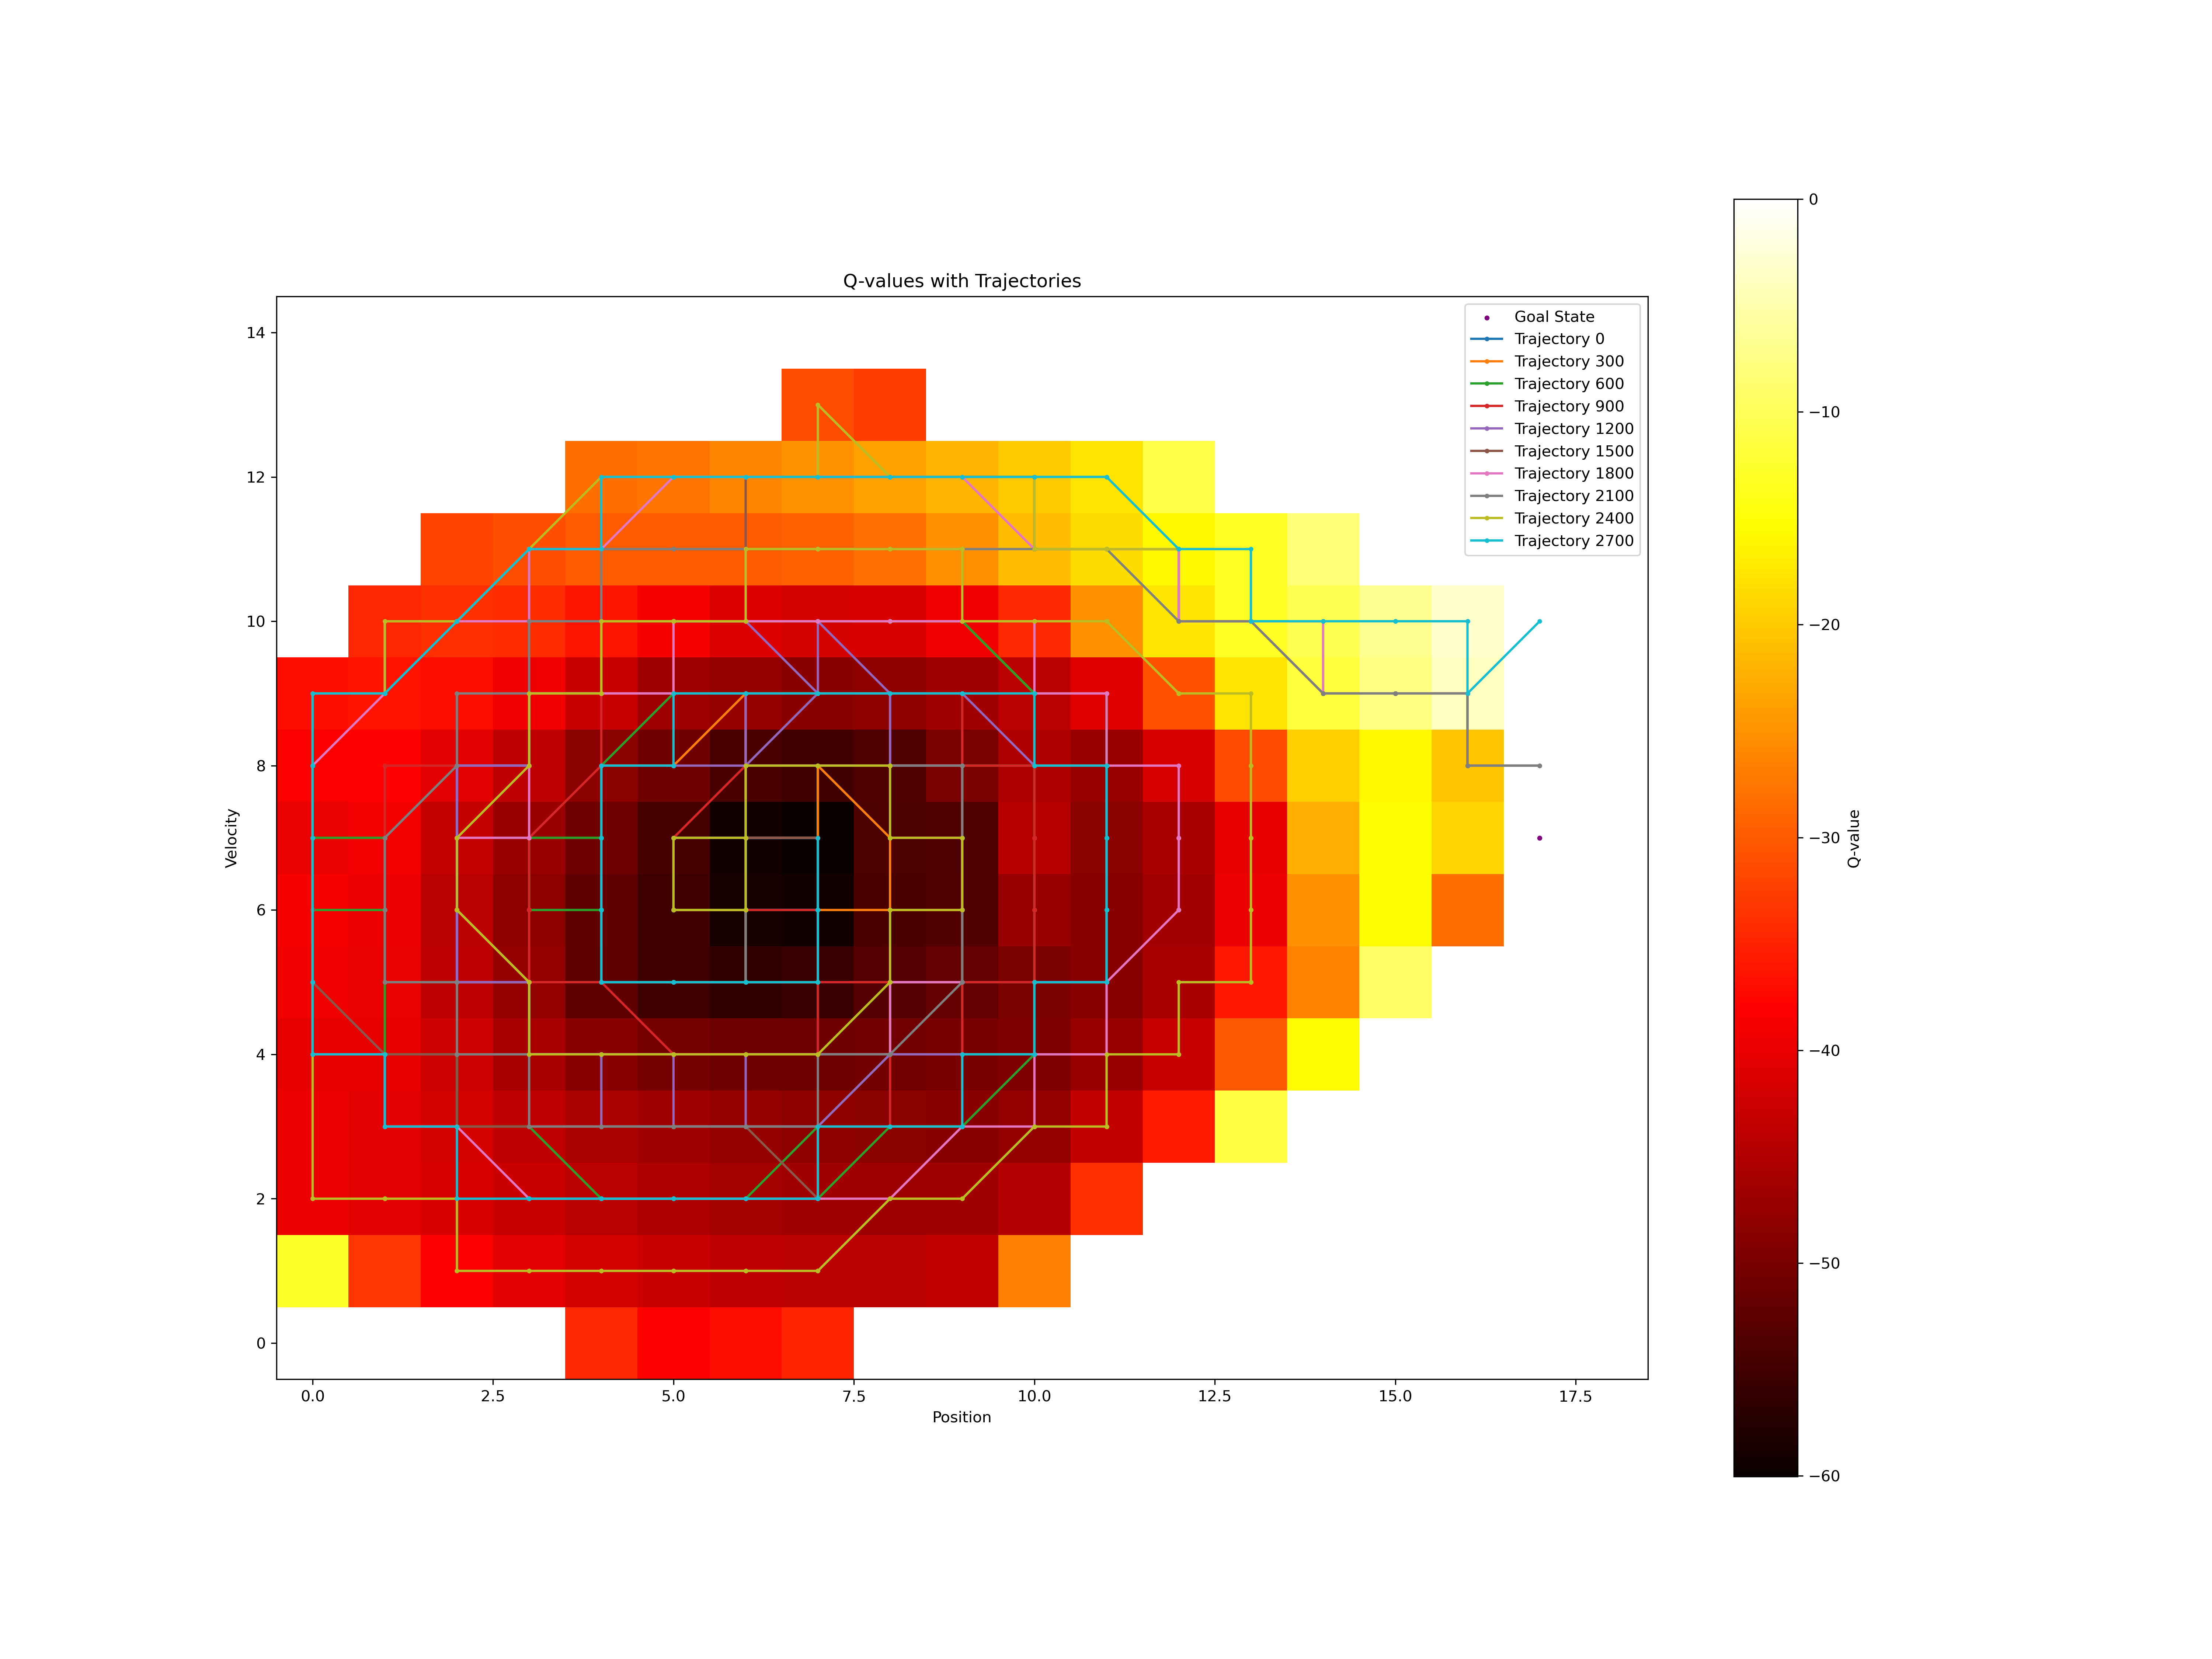 Q-values with Trajectories
Goal State
Trajectory 0
Trajectory 300
Trajectory 600
Trajectory 900
Trajectory 1200
Trajectory 1500
Trajectory 1800
Trajectory 2100
Trajectory 2400
Trajectory 2700
Velocity
14
12
10
8
6
4
2
0
0.0
2.5
5.0
7.5
10.0
12.5
15.0
17.5
Position
0
−10
−20
−30
−40
−50
−60
Q-value